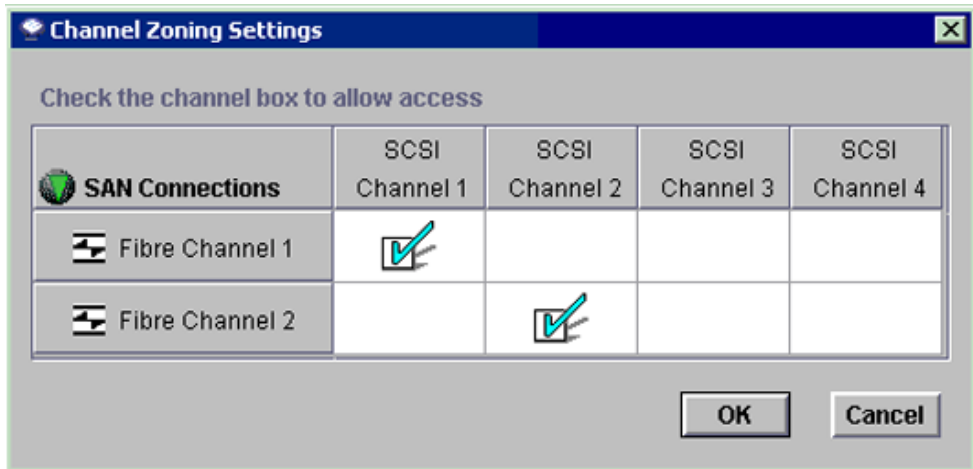 Channel Zoning Settings
Check the channel box to allow access
SAN Connections
SCSI Channel 1
SCSI Channel 2
SCSI Channel 3
SCSI Channel 4
Fibre Channel 1
Fibre Channel 2
OK
Cancel